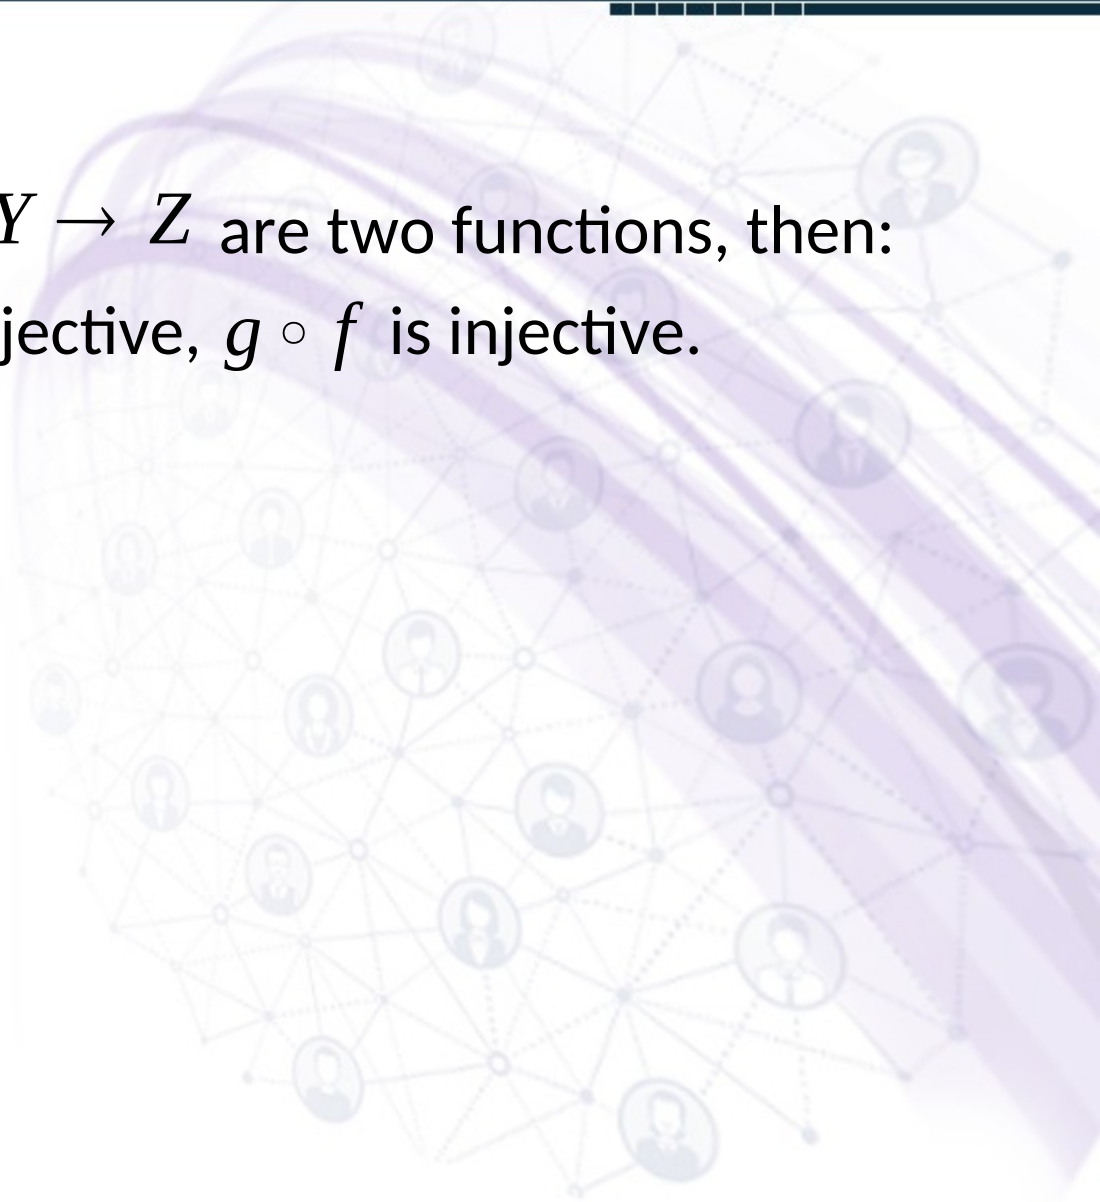 Y → Z are two functions, then:
jective, g ∘ f is injective.